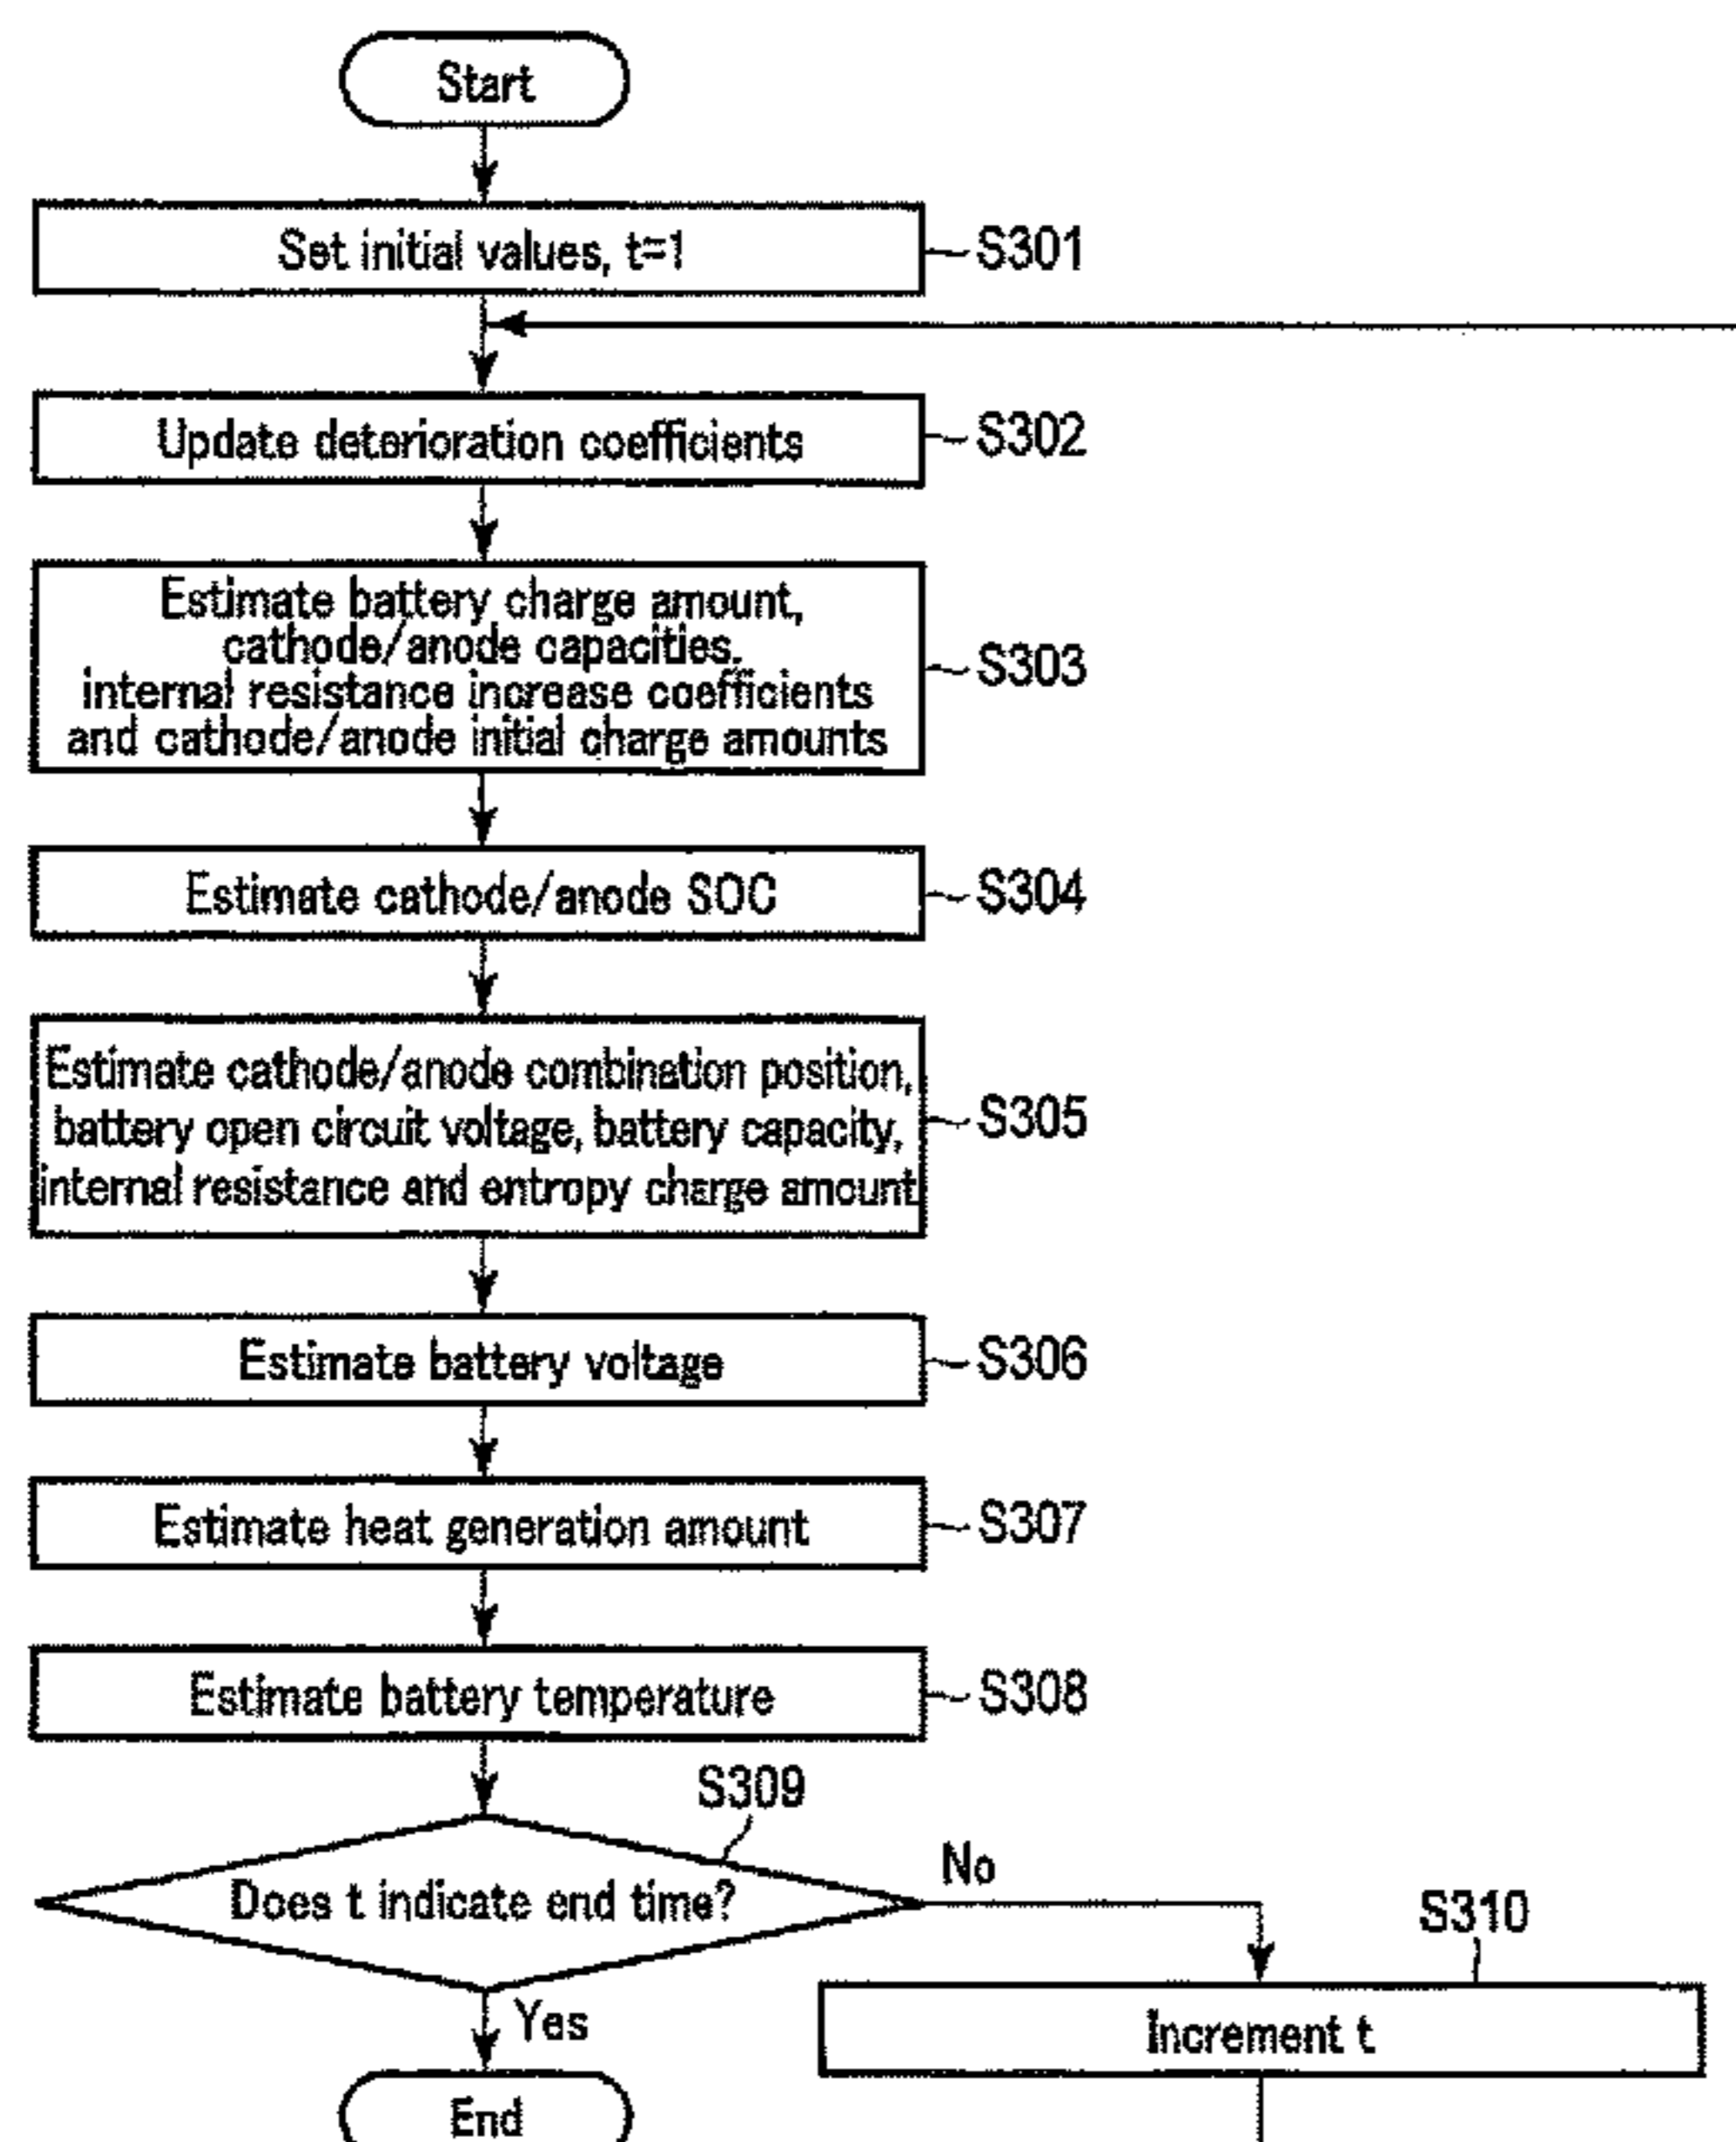 Start
Set initial values, t=1
S301
Update deterioration coefficients
S302
Estimate battery charge amount,
cathode/anode capacities.
internal resistance increase coefficients
and cathode/anode initial charge amounts
S303
Estimate cathode/anode SOC
S304
Estimate cathode/anode combination position,
battery open circuit voltage, battery capacity,
internal resistance and entropy charge amount
S305
Estimate battery voltage
S306
Estimate heat generation amount
S307
Estimate battery temperature
S308
S309
Does t indicate end time?
No
S310
Increment t
Yes
End